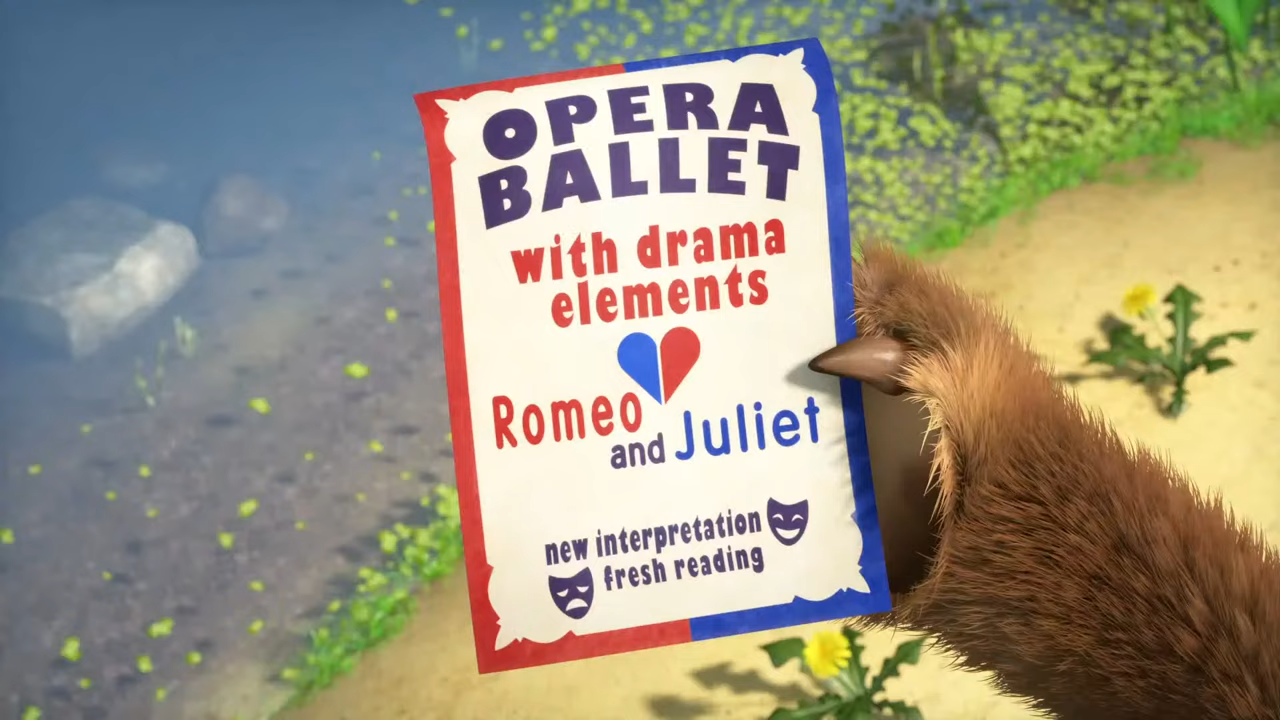 OPERA
BALLET
with drama
elements
Romeo
and Juliet
new interpretation
fresh reading